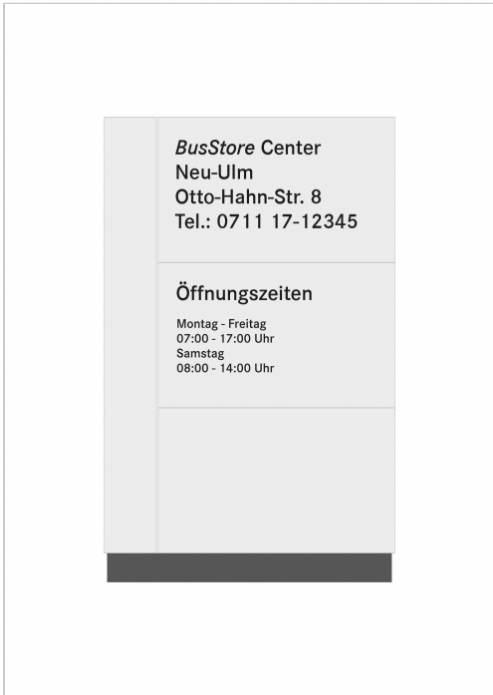 BusStore Center
Neu-Ulm
Otto-Hahn-Str. 8
Tel.: 0711 17-12345
Öffnungszeiten
Montag - Freitag
07:00 - 17:00 Uhr
Samstag
08:00 - 14:00 Uhr